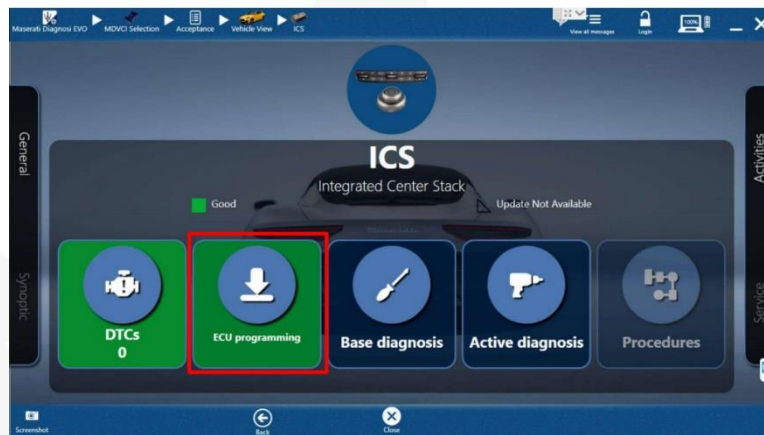 Maserati Diagnosi EVO
MDVCI Selection
Acceptance
Vehicle View
ICS
View all messages
Login
100%
General
Synoptic
Activities
Service
ICS
Integrated Center Stack
Good
Update Not Available
DTCs
0
ECU programming
Base diagnosis
Active diagnosis
Procedures
Screenshot
Back
Close